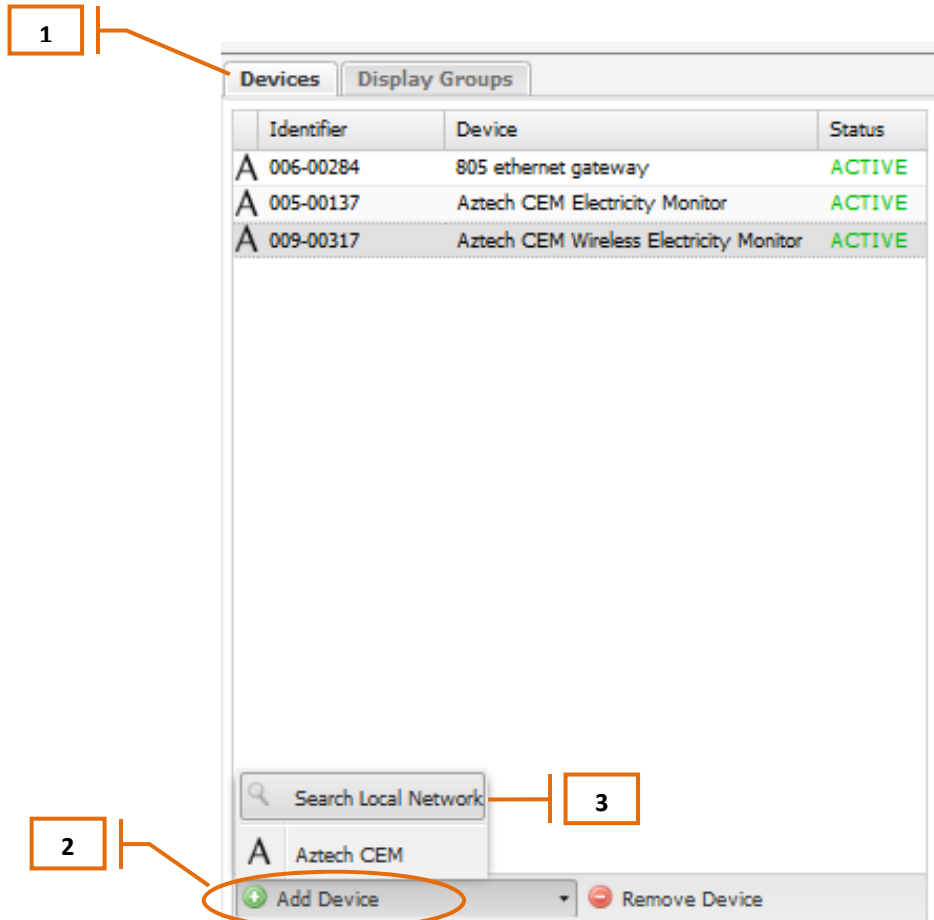 1
Devices Display Groups
Identifier Device Status
A 006-00284 805 ethernet gateway ACTIVE
A 005-00137 Aztech CEM Electricity Monitor ACTIVE
A 009-00317 Aztech CEM Wireless Electricity Monitor ACTIVE
Search Local Network 3
2 A Aztech CEM
Add Device Remove Device